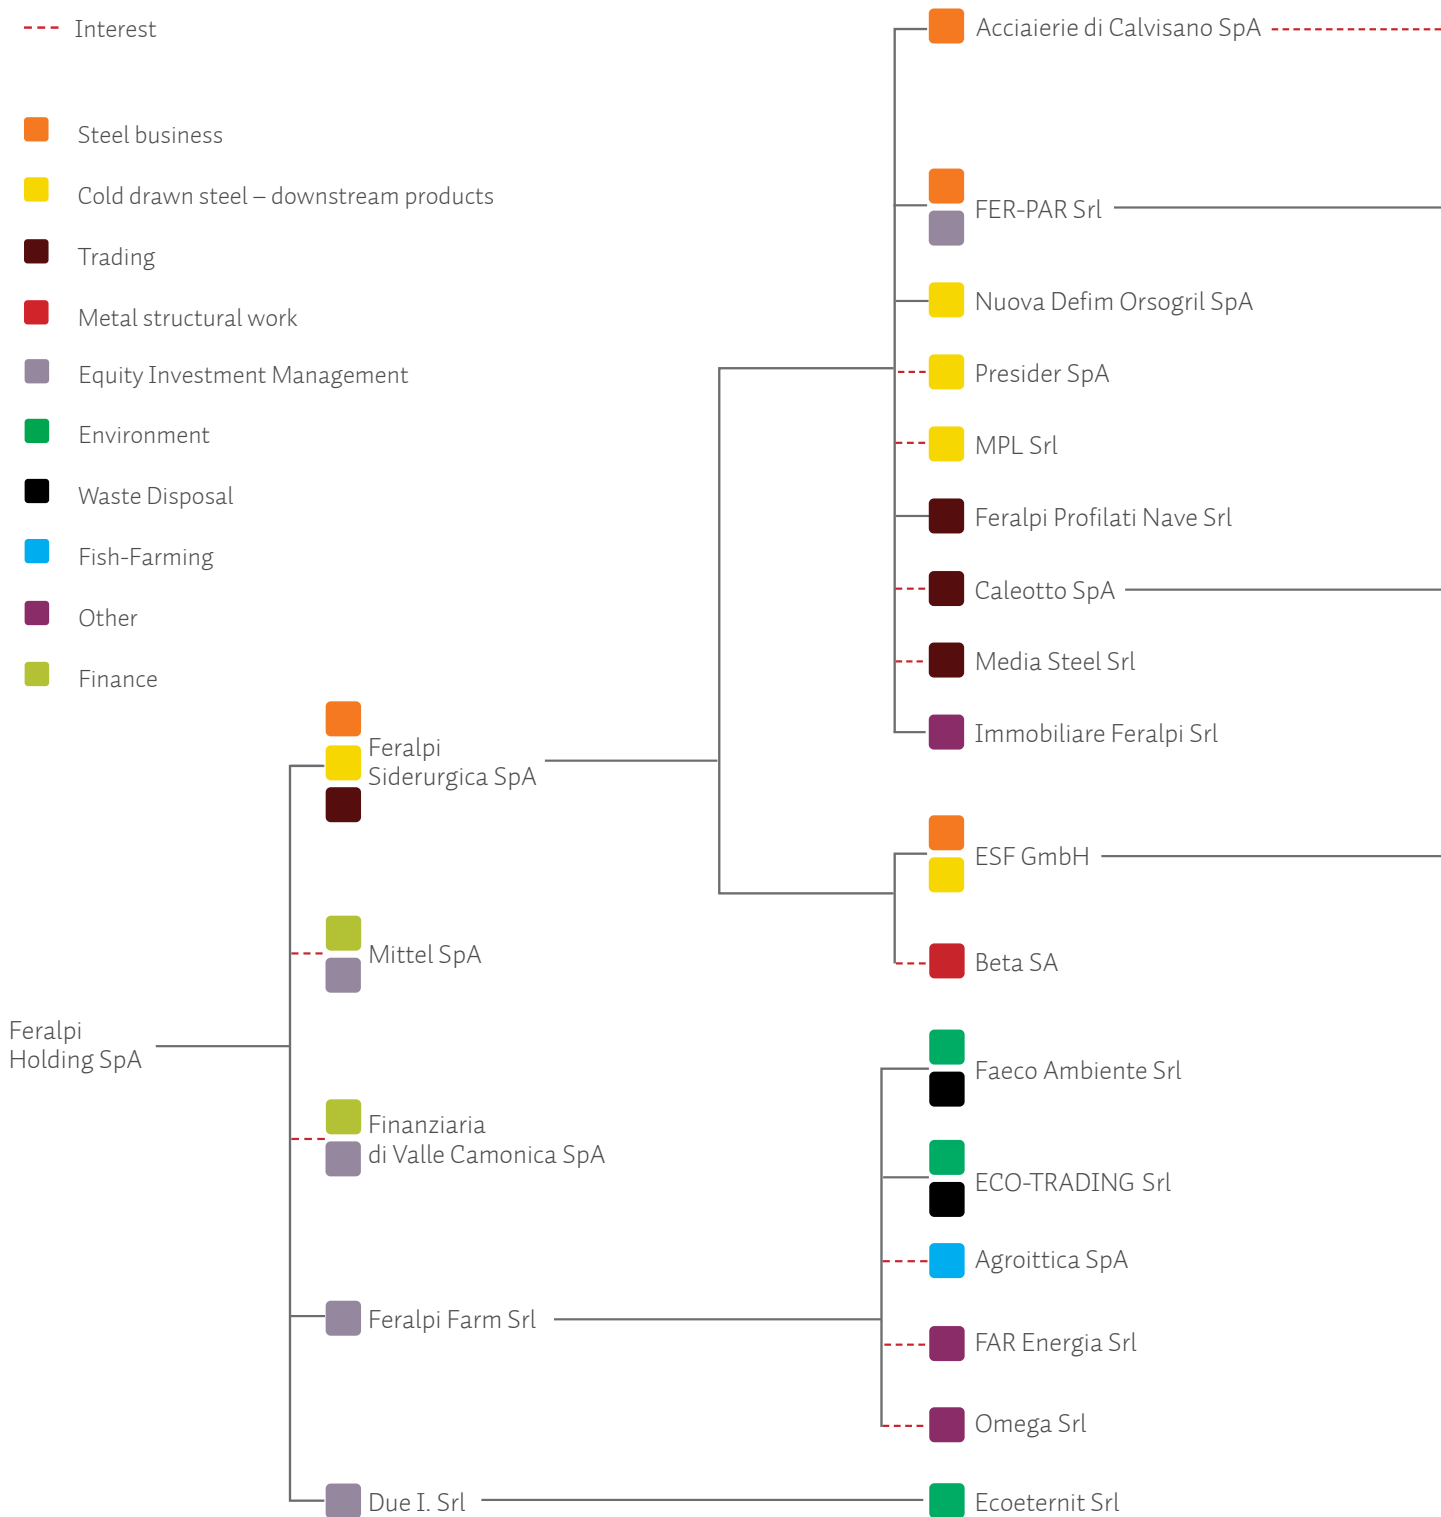 Interest
Steel business
Cold drawn steel – downstream products
Trading
Metal structural work
Equity Investment Management
Environment
Waste Disposal
Fish-Farming
Other
Finance
Feralpi
Holding SpA
Feralpi
Siderurgica SpA
Mittel SpA
Finanziaria
di Valle Camonica SpA
Feralpi Farm Srl
Due I. Srl
Acciaierie di Calvisano SpA
FER-PAR Srl
Nuova Defim Orsogril SpA
Presider SpA
MPL Srl
Feralpi Profilati Nave Srl
Caleotto SpA
Media Steel Srl
Immobiliare Feralpi Srl
ESF GmbH
Beta SA
Faeco Ambiente Srl
ECO-TRADING Srl
Agroittica SpA
FAR Energia Srl
Omega Srl
Ecoeternit Srl